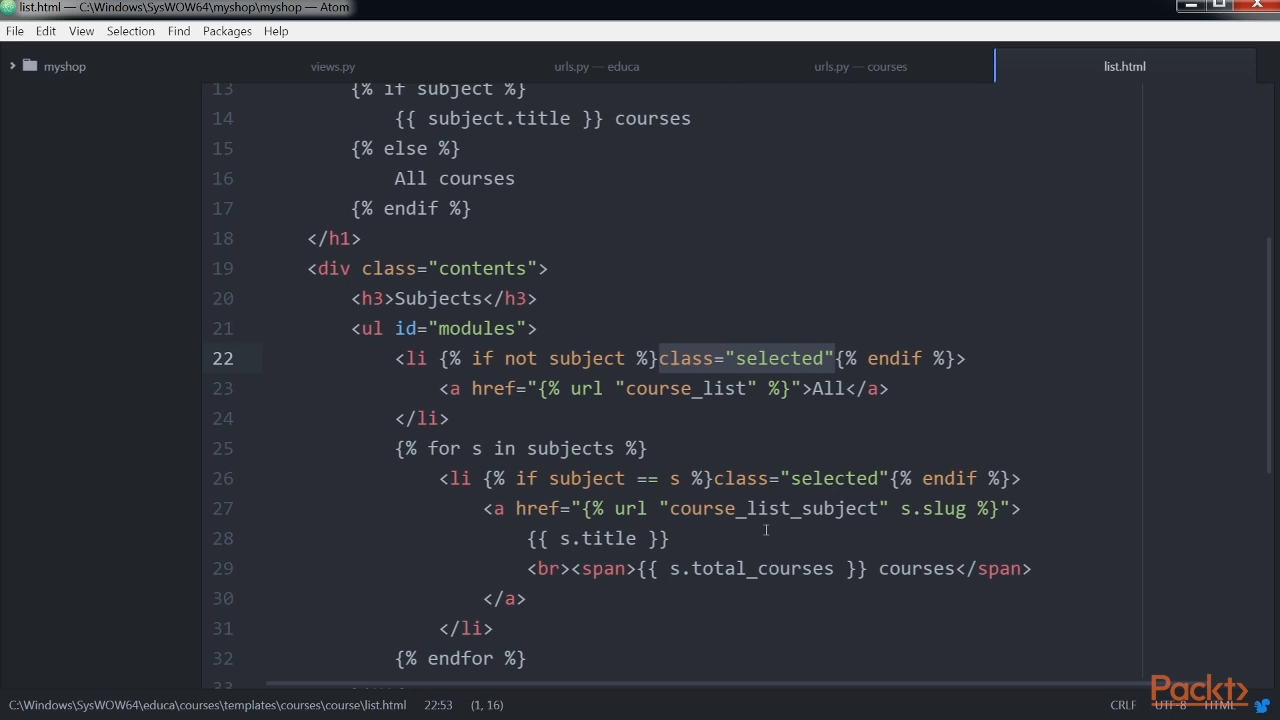 list.html — C:\Windows\SysWOW64\myshop\myshop — Atom
File Edit View Selection Find Packages Help
myshop
views.py
urls.py — educa
urls.py — courses
list.html
13 {% if subject %}
14 {{ subject.title }} courses
15 {% else %}
16 All courses
17 {% endif %}
18 </h1>
19 <div class="contents">
20 <h3>Subjects</h3>
21 <ul id="modules">
22 <li {% if not subject %}class="selected"{% endif %}>
23 <a href="{% url "course_list" %}">All</a>
24 </li>
25 {% for s in subjects %}
26 <li {% if subject == s %}class="selected"{% endif %}>
27 <a href="{% url "course_list_subject" s.slug %}">
28 {{ s.title }}
29 <br><span>{{ s.total_courses }} courses</span>
30 </a>
31 </li>
32 {% endfor %}
Packt>
C:\Windows\SysWOW64\educa\courses\templates\courses\course\list.html 22:53 (1, 16) CRLF UTF-8 HTML